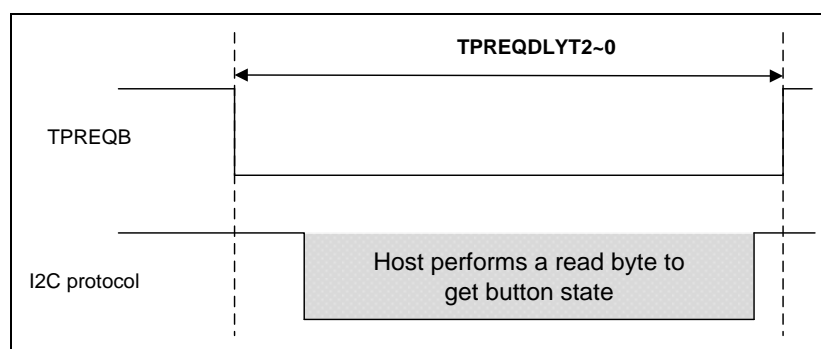 TPREQDLYT2~0
TPREQB
I2C protocol
Host performs a read byte to
get button state